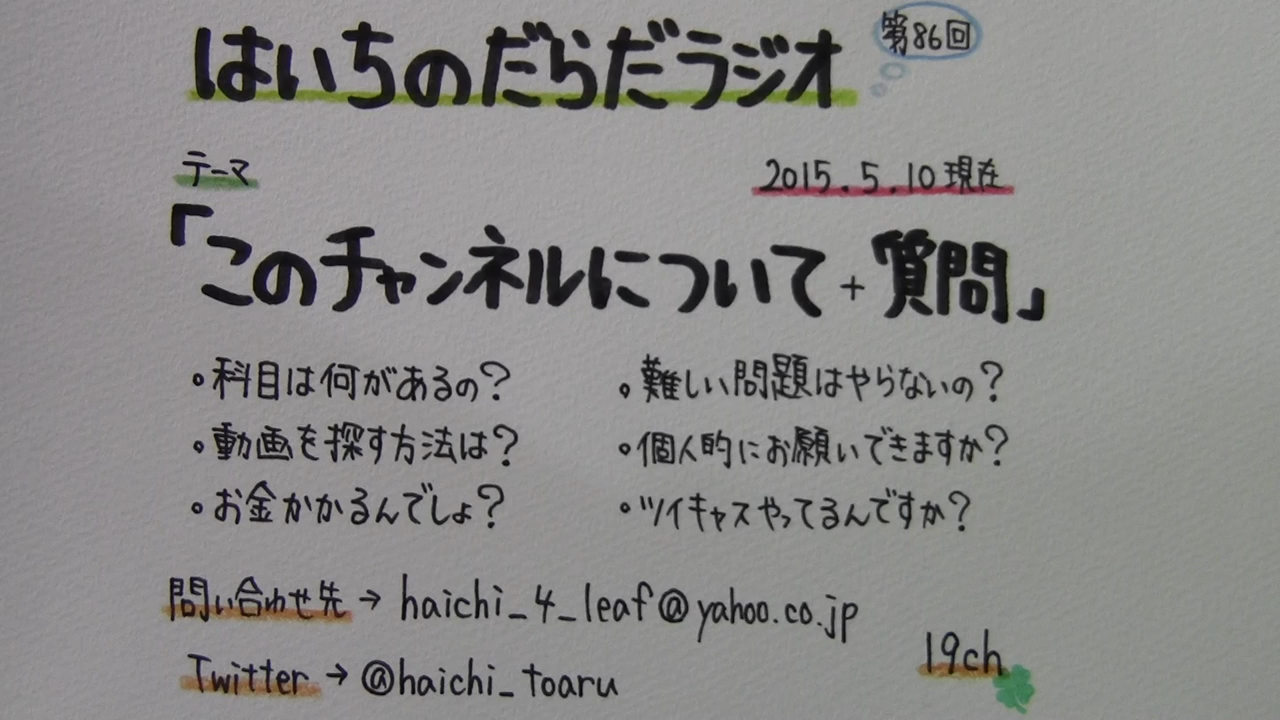 はいちのだらだラジオ 第86回
テーマ 2015.5.10現在
「このチャンネルについて+質問」
・科目は何があるの? ・難しい問題はやらないの?
・動画を探す方法は? ・個人的にお願いできますか?
・お金かかるんでしょ? ・ツイキャスやってるんですか?
問い合わせ先→haichi_4_leaf@yahoo.co.jp
Twitter→@haichi_toaru
19ch